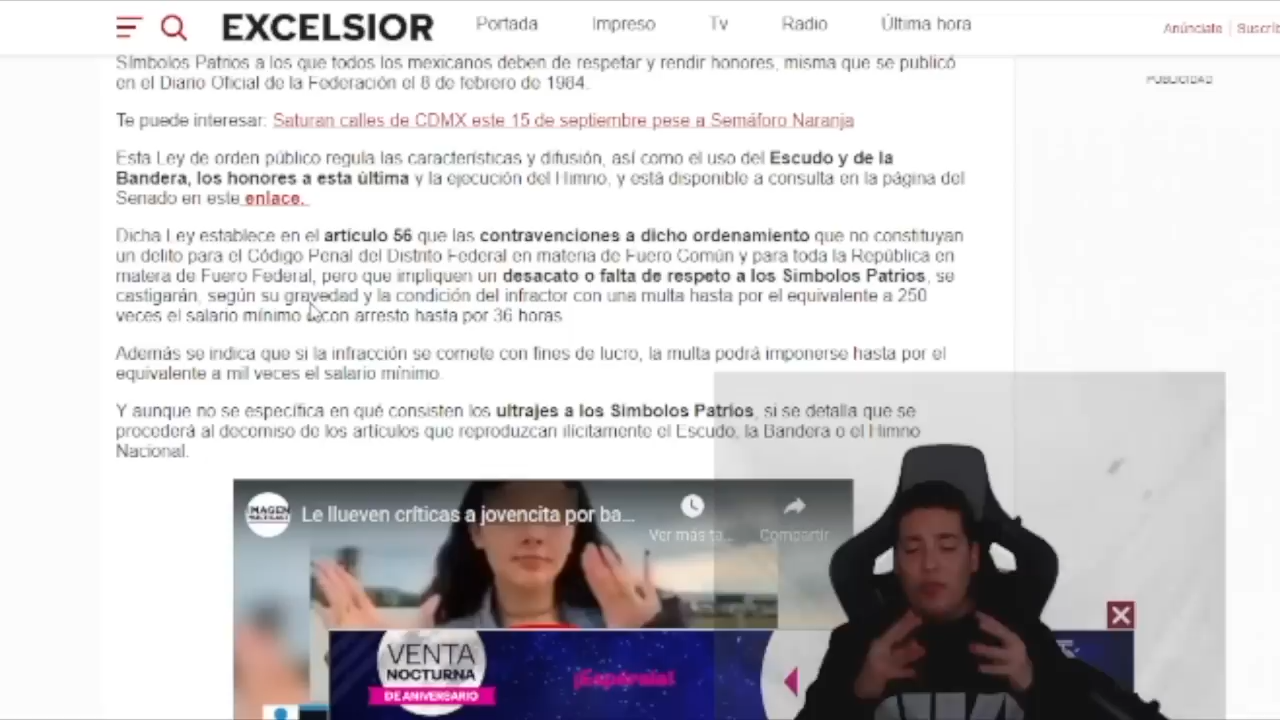 EXCELSIOR
Portada
Impreso
Tv
Radio
Última hora
Anúnciate
Suscríb
PUBLICIDAD
Símbolos Patrios a los que todos los mexicanos deben de respetar y rendir honores, misma que se publicó
en el Diario Oficial de la Federación el 8 de febrero de 1984.
Te puede interesar: Saturan calles de CDMX este 15 de septiembre pese a Semáforo Naranja
Esta Ley de orden público regula las características y difusión, así como el uso del Escudo y de la
Bandera, los honores a esta última y la ejecución del Himno, y está disponible a consulta en la página del
Senado en este enlace.
Dicha Ley establece en el artículo 56 que las contravenciones a dicho ordenamiento que no constituyan
un delito para el Código Penal del Distrito Federal en materia de Fuero Común y para toda la República en
matera de Fuero Federal, pero que impliquen un desacato o falta de respeto a los Símbolos Patrios, se
castigarán, según su gravedad y la condición del infractor con una multa hasta por el equivalente a 250
veces el salario mínimo o con arresto hasta por 36 horas
Además se indica que si la infracción se comete con fines de lucro, la multa podrá imponerse hasta por el
equivalente a mil veces el salario mínimo.
Y aunque no se específica en qué consisten los ultrajes a los Símbolos Patrios, si se detalla que se
procederá al decomiso de los artículos que reproduzcan ilícitamente el Escudo, la Bandera o el Himno
Nacional.
IMAGEN
Le llueven críticas a jovencita por ba...
Ver más ta...
Compartir
VENTA
NOCTURNA
DE ANIVERSARIO
¡Espérala!